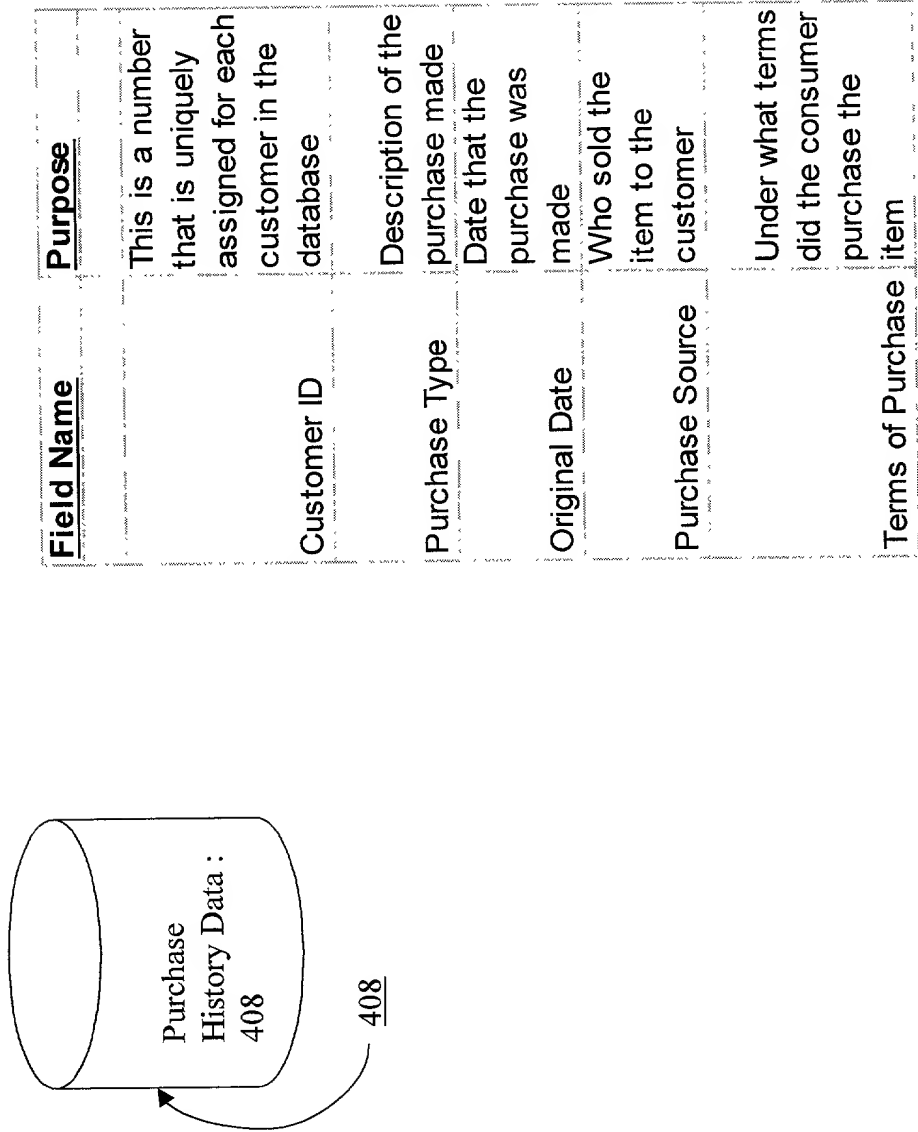 Purchase
History Data :
408
408
Field Name
Purpose
Customer ID
This is a number
that is uniquely
assigned for each
customer in the
database
Purchase Type
Description of the
purchase made
Original Date
Date that the
purchase was
made
Purchase Source
Who sold the
item to the
customer
Terms of Purchase
Under what terms
did the consumer
purchase the
item